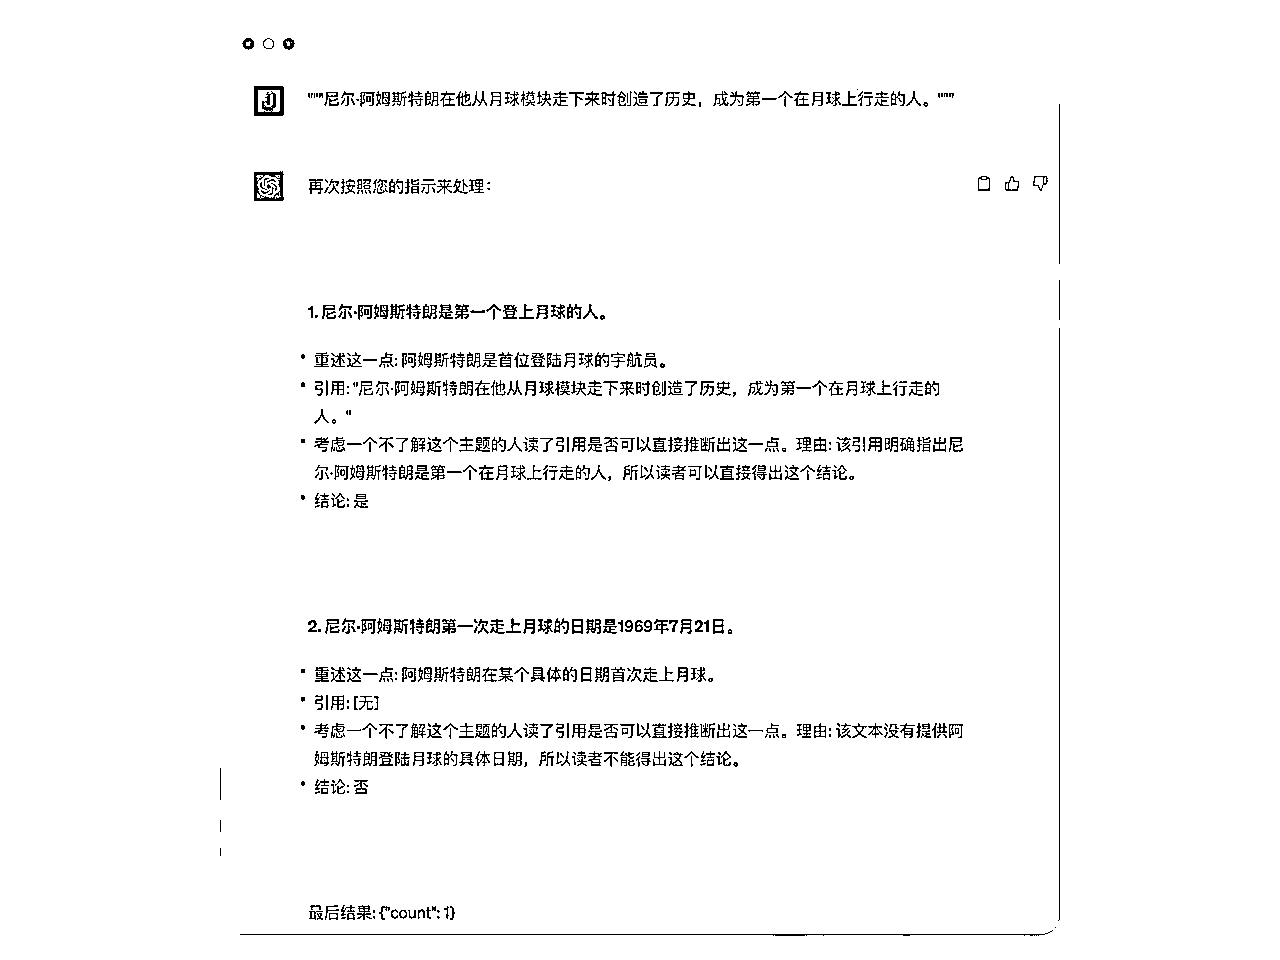 """尼尔·阿姆斯特朗在他从月球模块走下来时创造了历史，成为第一个在月球上行走的人。"""
再次按照您的指示来处理：
1. 尼尔·阿姆斯特朗是第一个登上月球的人。
• 重述这一点: 阿姆斯特朗是首位登陆月球的宇航员。
• 引用: "尼尔·阿姆斯特朗在他从月球模块走下来时创造了历史，成为第一个在月球上行走的
人。"
• 考虑一个不了解这个主题的人读了引用是否可以直接推断出这一点。理由: 该引用明确指出尼
尔·阿姆斯特朗是第一个在月球上行走的人，所以读者可以直接得出这个结论。
• 结论: 是
2. 尼尔·阿姆斯特朗第一次走上月球的日期是1969年7月21日。
• 重述这一点: 阿姆斯特朗在某个具体的日期首次走上月球。
• 引用: [无]
• 考虑一个不了解这个主题的人读了引用是否可以直接推断出这一点。理由: 该文本没有提供阿
姆斯特朗登陆月球的具体日期，所以读者不能得出这个结论。
• 结论: 否
最后结果: {"count": 1}